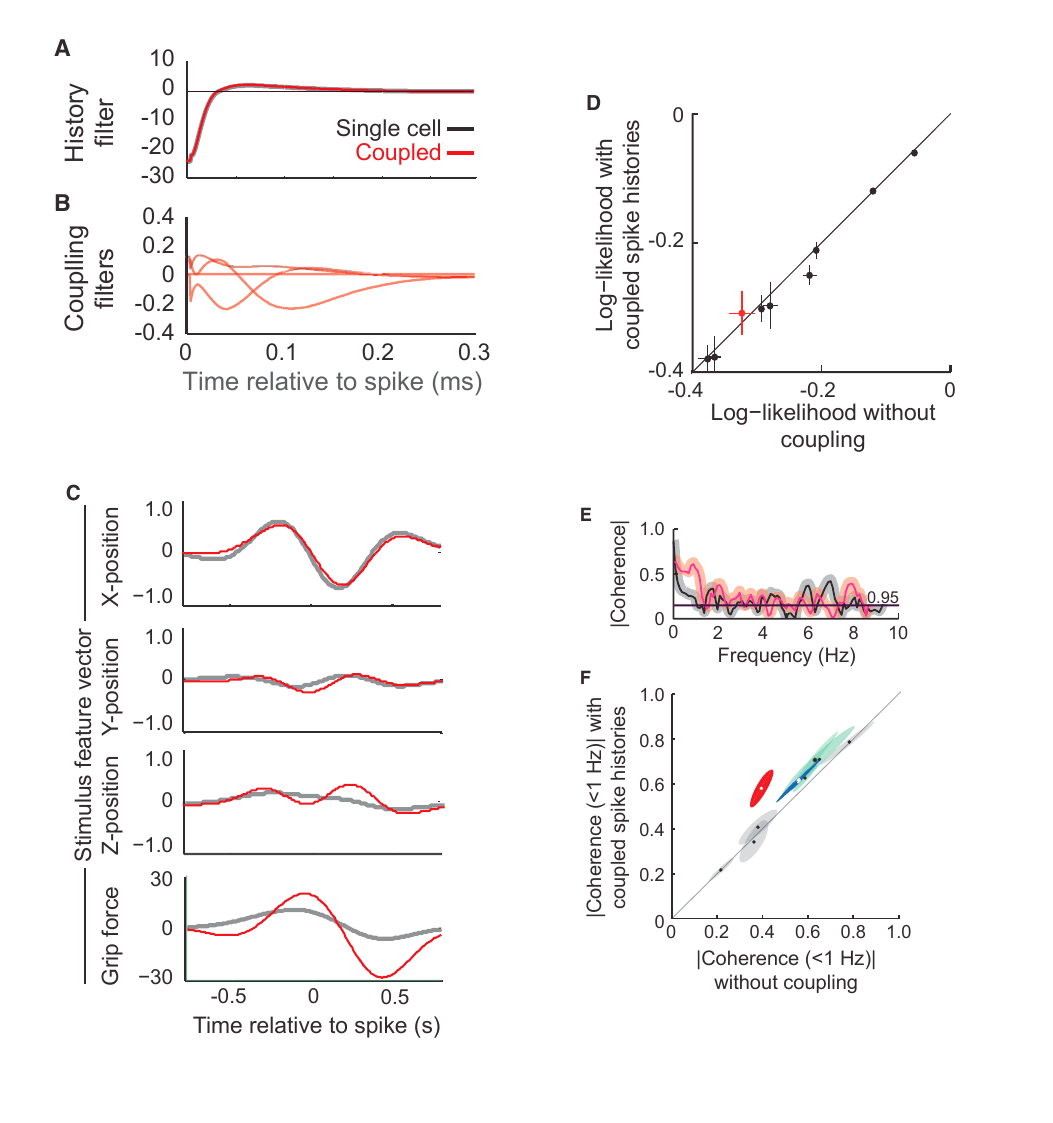 A
10
0
-10
-20
-30
History
filter
Single cell
Coupled
B
0.4
0.2
0
-0.2
-0.4
Couplling
filters
0
0.1
0.2
0.3
Time relative to spike (ms)
C
Stimulus feature vector
X-position
1.0
0
−1.0
Y-position
1.0
0
−1.0
Z-position
1.0
0
−1.0
Grip force
30
0
−30
-0.5
0
0.5
Time relative to spike (s)
D
Log−likelihood with
coupled spike histories
0
-0.2
-0.4
-0.4
-0.2
0
Log−likelihood without
coupling
E
|Coherence|
1.0
0.5
0
0.95
0
2
4
6
8
10
Frequency (Hz)
F
|Coherence (<1 Hz)| with
coupled spike histories
1.0
0.8
0.6
0.4
0.2
0
0
0.2
0.4
0.6
0.8
1.0
|Coherence (<1 Hz)|
without coupling